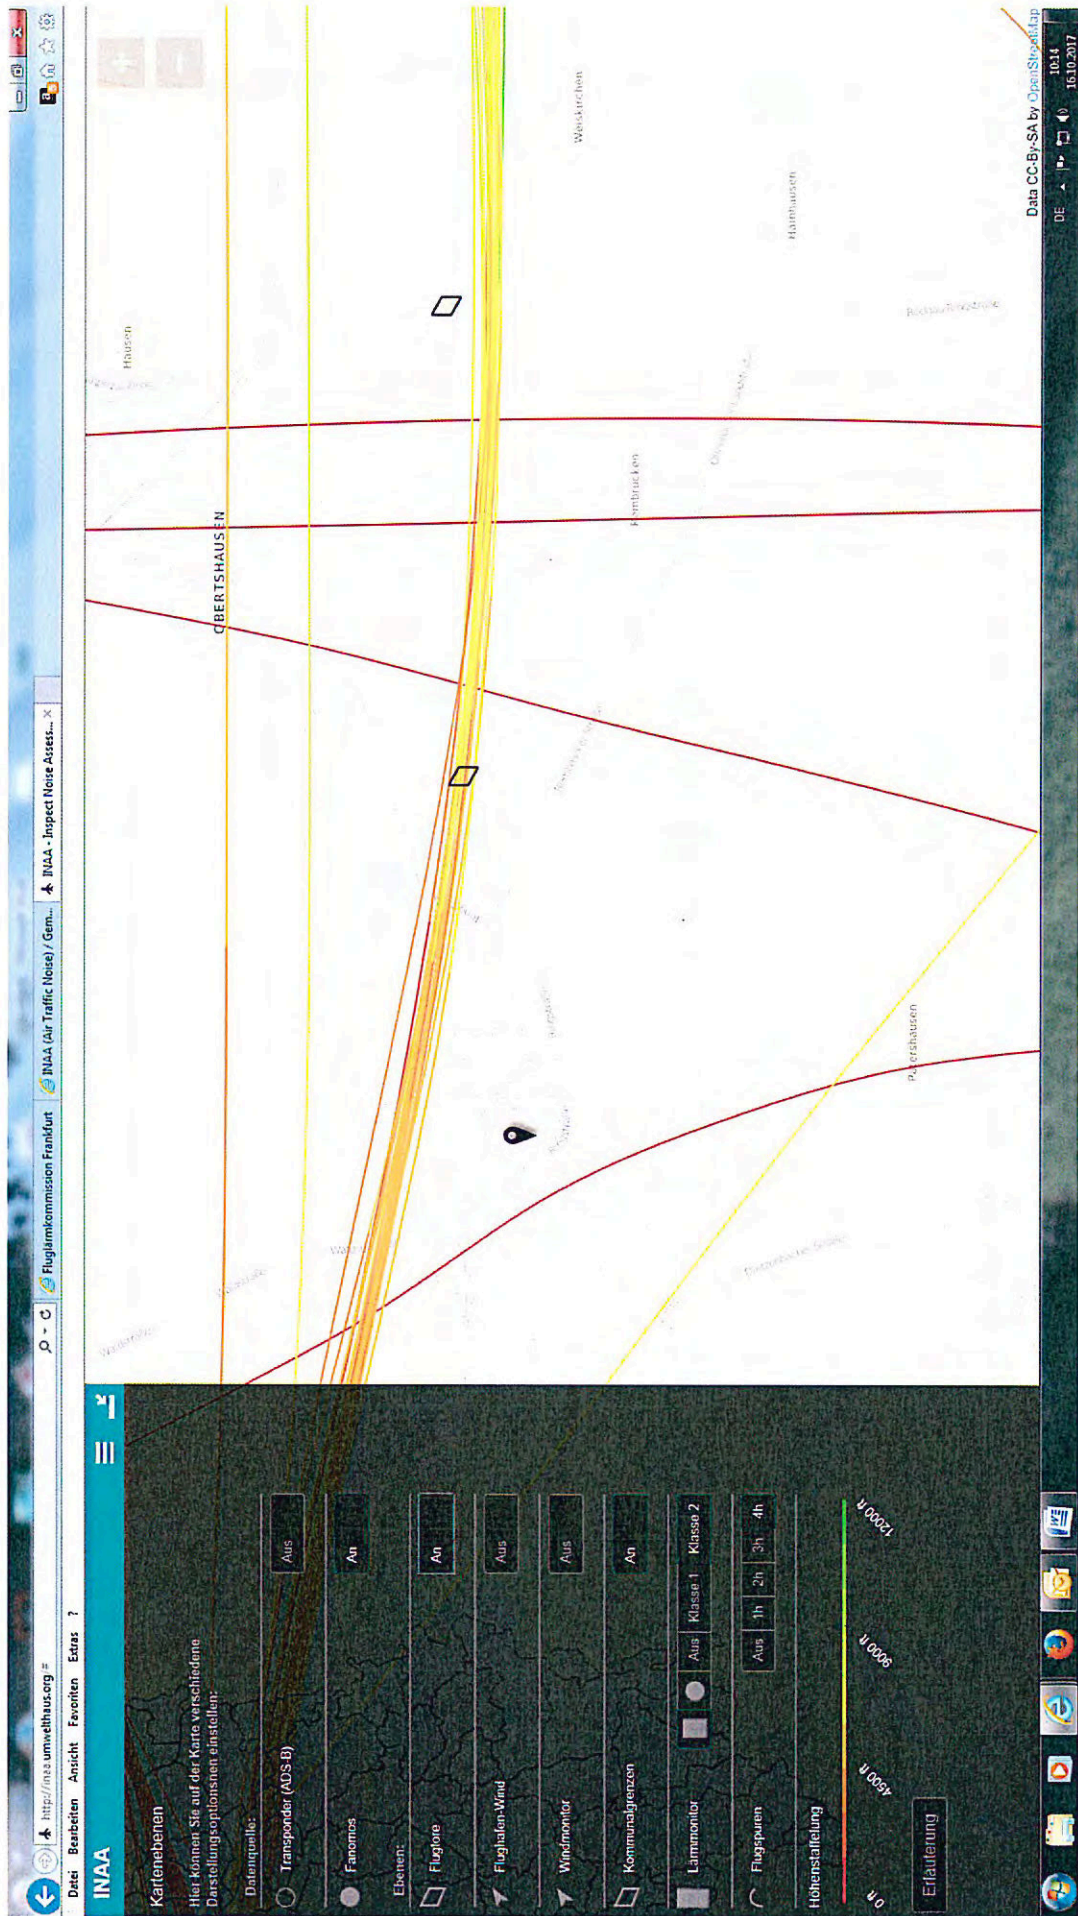 http://inaa.umwelthaus.org/#
Fluglärmkommission Frankfurt
INAA (Air Traffic Noise) / Gem...
INAA - Inspect Noise Assess...
Datei Bearbeiten Ansicht Favoriten Extras ?
INAA
Kartenebenen
Hier können Sie auf der Karte verschiedene
Darstellungsoptionsnen einstellen:
Datenquelle:
Transponder (ADS-B) Aus
Fanomos An
Ebenen:
Flugtore An
Flughafen-Wind Aus
Windmonitor Aus
Kommunalgrenzen An
Lärmmonitor Aus Klasse 1 Klasse 2
Flugspuren Aus 1h 2h 3h 4h
Höhenstaffelung
0 ft 4500 ft 9000 ft 12000 ft
Erläuterung
Hausen
OBERTSHAUSEN
Weiskirchen
Hainhausen
Rembrücken
Patershausen
Data CC-By-SA by OpenStreetMap
DE
10:14
16.10.2017